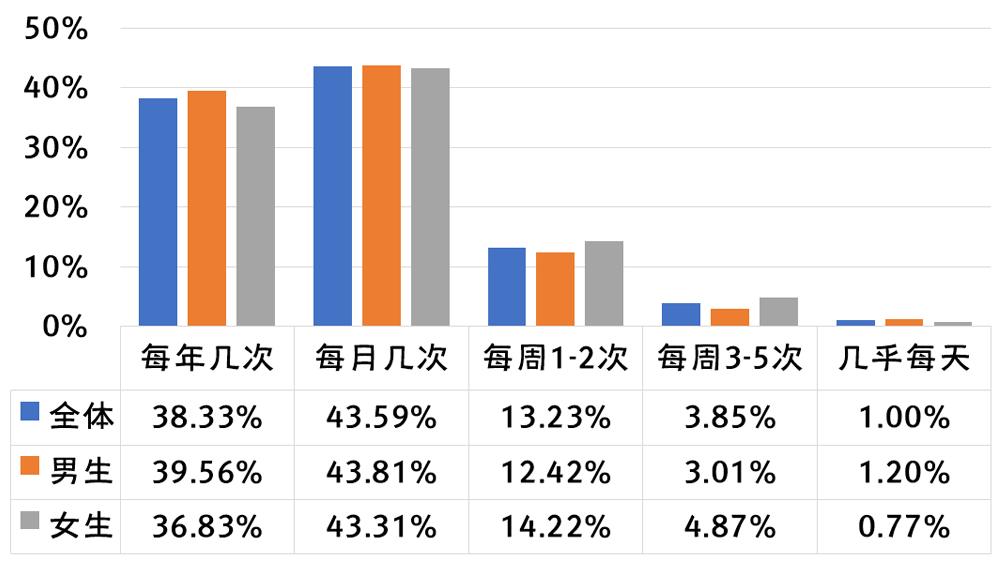 50%
40%
30%
20%
10%
0%
每年几次 每月几次 每周1-2次 每周3-5次 几乎每天
全体 38.33% 43.59% 13.23% 3.85% 1.00%
男生 39.56% 43.81% 12.42% 3.01% 1.20%
女生 36.83% 43.31% 14.22% 4.87% 0.77%